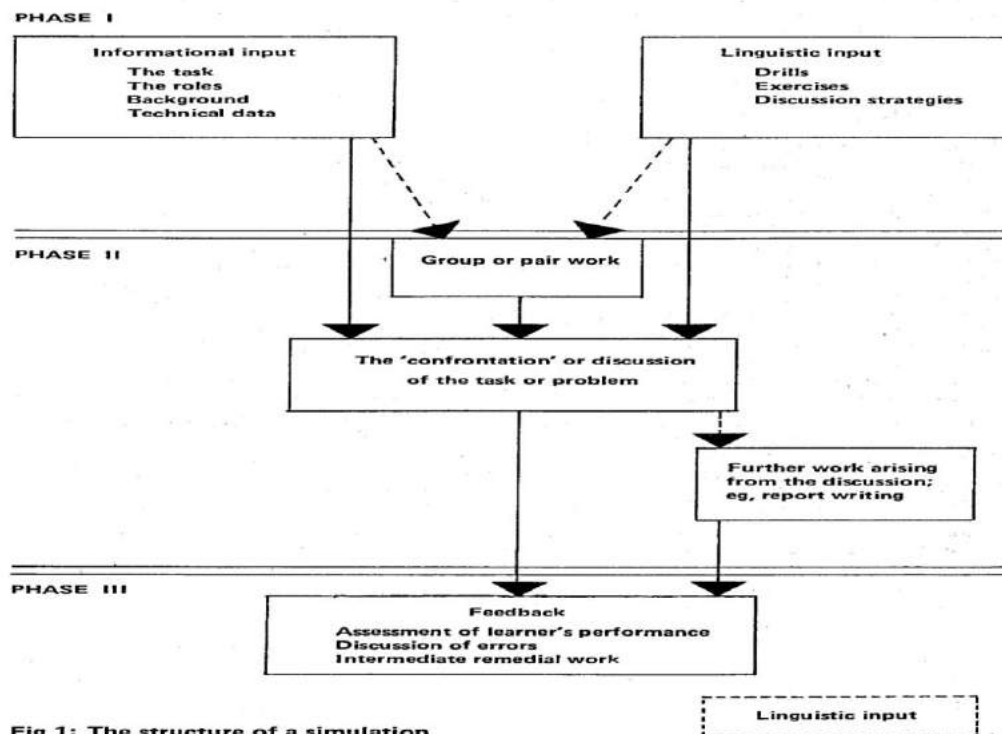 PHASE I
Informational input
The task
The roles
Background
Technical data
Linguistic input
Drills
Exercises
Discussion strategies
PHASE II
Group or pair work
The 'confrontation' or discussion
of the task or problem
Further work arising
from the discussion;
eg, report writing
PHASE III
Feedback
Assessment of learner's performance
Discussion of errors
Intermediate remedial work
Linguistic input
Fig 1: The structure of a simulation